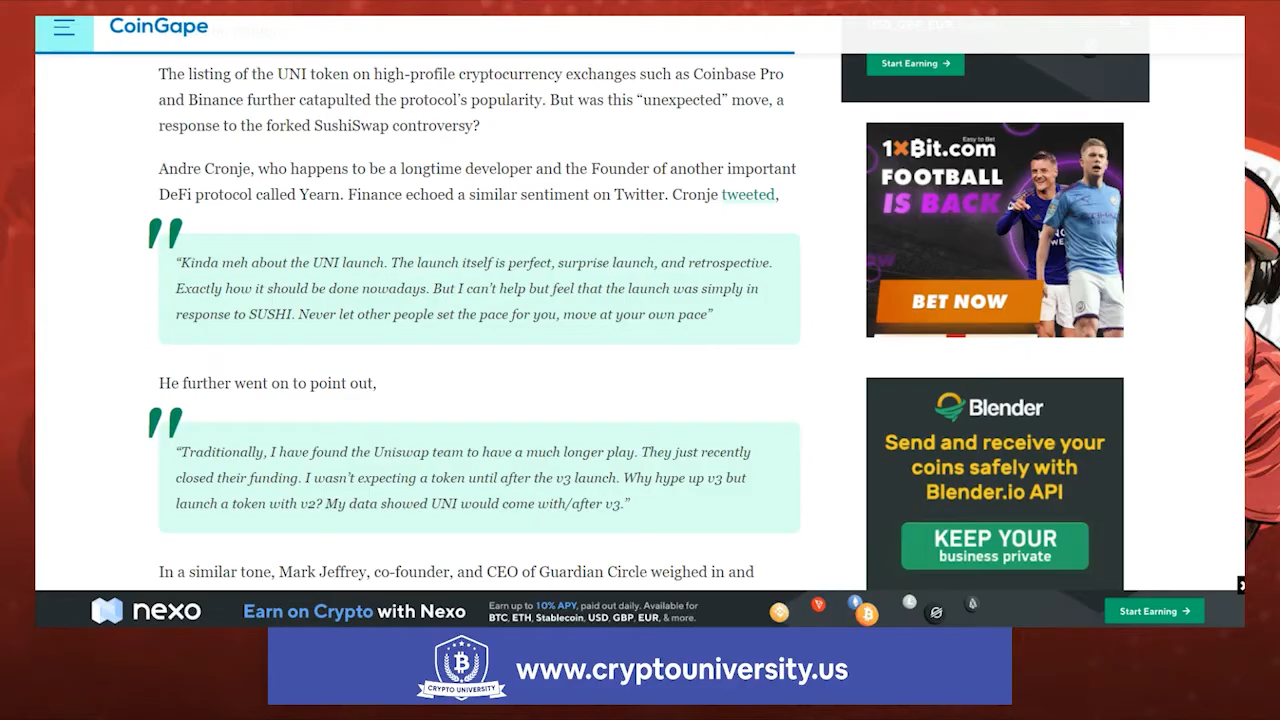 CoinGape
The listing of the UNI token on high-profile cryptocurrency exchanges such as Coinbase Pro
and Binance further catapulted the protocol’s popularity. But was this “unexpected” move, a
response to the forked SushiSwap controversy?
Andre Cronje, who happens to be a longtime developer and the Founder of another important
DeFi protocol called Yearn. Finance echoed a similar sentiment on Twitter. Cronje tweeted,
“Kinda meh about the UNI launch. The launch itself is perfect, surprise launch, and retrospective.
Exactly how it should be done nowadays. But I can’t help but feel that the launch was simply in
response to SUSHI. Never let other people set the pace for you, move at your own pace”
He further went on to point out,
“Traditionally, I have found the Uniswap team to have a much longer play. They just recently
closed their funding. I wasn’t expecting a token until after the v3 launch. Why hype up v3 but
launch a token with v2? My data showed UNI would come with/after v3.”
In a similar tone, Mark Jeffrey, co-founder, and CEO of Guardian Circle weighed in and
Start Earning →
Easy to Bet
1xBit.com
FOOTBALL
IS BACK
BET NOW
Blender
Send and receive your
coins safely with
Blender.io API
KEEP YOUR
business private
nexo
Earn on Crypto with Nexo
Earn up to 10% APY, paid out daily. Available for
BTC, ETH, Stablecoin, USD, GBP, EUR, & more.
Start Earning →
CRYPTO UNIVERSITY
www.cryptouniversity.us